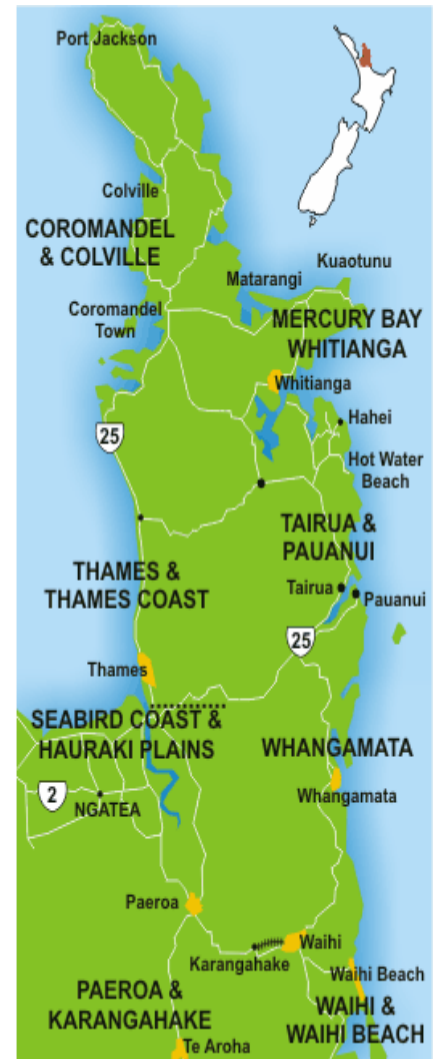 Port Jackson
Colville
COROMANDEL
& COLVILLE
Kuaotunu
Matarangi
Coromandel
Town
MERCURY BAY
WHITIANGA
Whitianga
Hahei
25
Hot Water
Beach
TAIRUA &
PAUANUI
THAMES &
THAMES COAST
Tairua
Pauanui
25
Thames
SEABIRD COAST &
HAURAKI PLAINS
WHANGAMATA
2
NGATEA
Whangamata
Paeroa
Waihi
Karangahake
Waihi Beach
PAEROA &
KARANGAHAKE
WAIHI &
WAIHI BEACH
Te Aroha